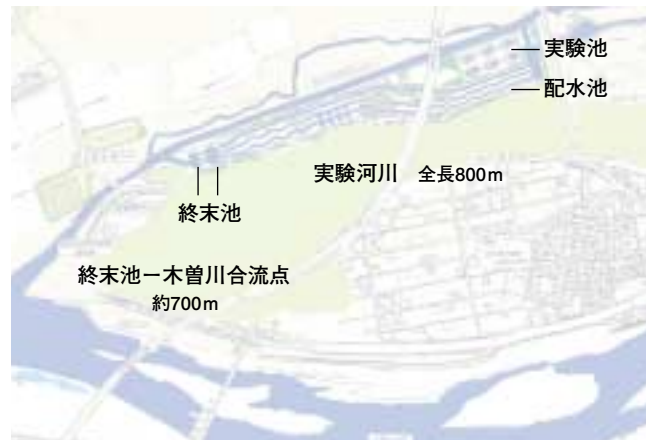 実験池
配水池
実験河川　全長800m
終末池
終末池ー木曽川合流点
約700m